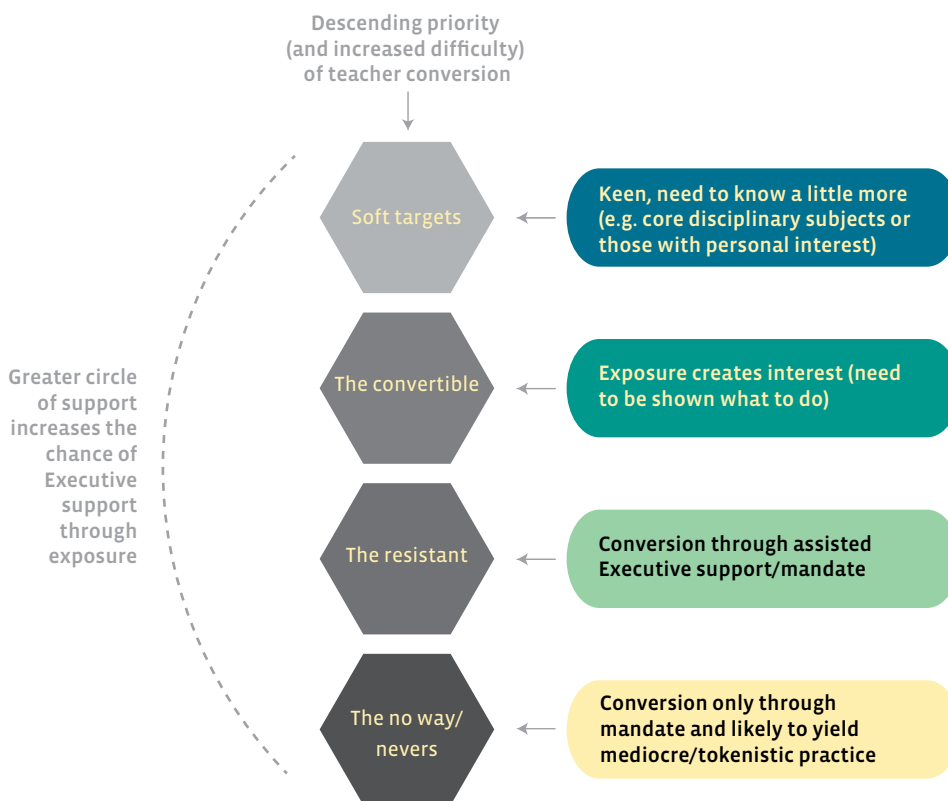 Descending priority
(and increased difficulty)
of teacher conversion
Soft targets
Keen, need to know a little more
(e.g. core disciplinary subjects or
those with personal interest)
The convertible
Exposure creates interest (need
to be shown what to do)
Greater circle
of support
increases the
chance of
Executive
support
through
exposure
The resistant
Conversion through assisted
Executive support/mandate
The no way/
nevers
Conversion only through
mandate and likely to yield
mediocre/tokenistic practice